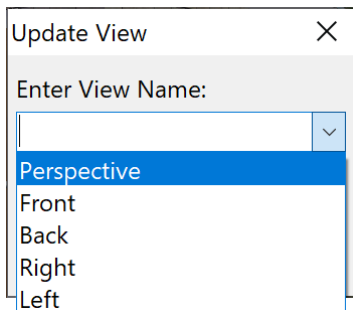 Update View
Enter View Name:
Perspective
Front
Back
Right
Left